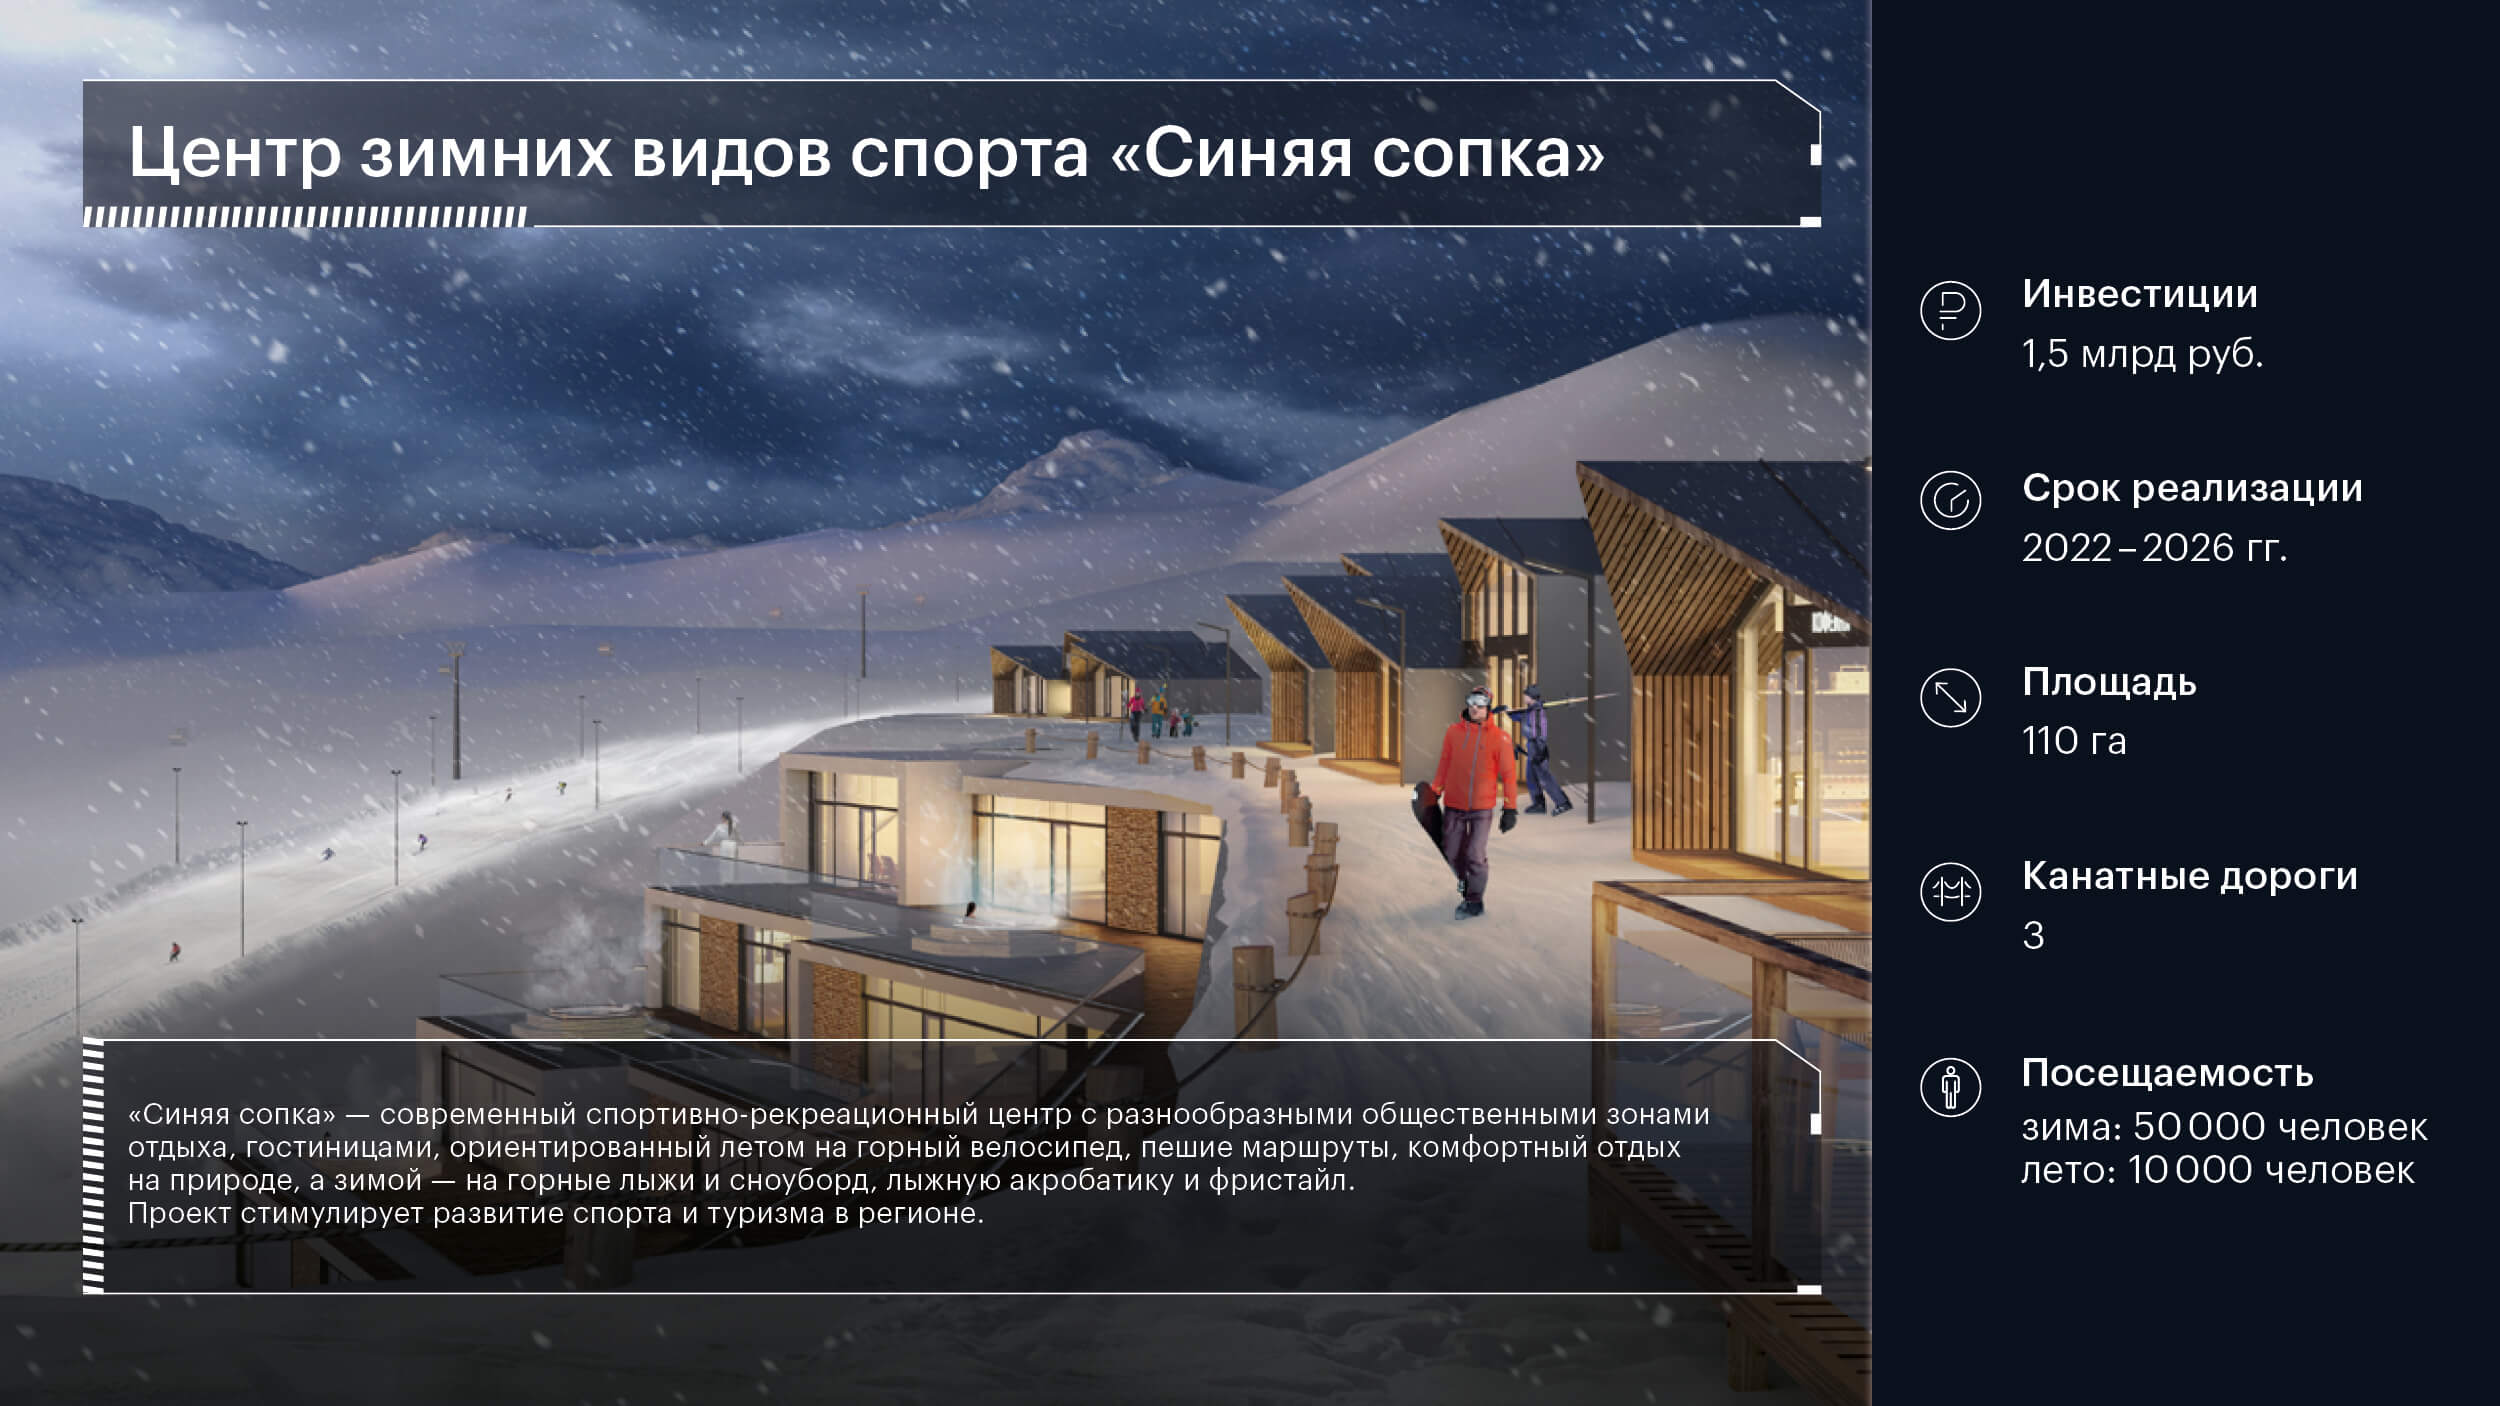 Центр зимних видов спорта «Синяя сопка»
«Синяя сопка» — современный спортивно-рекреационный центр с разнообразными общественными зонами
отдыха, гостиницами, ориентированный летом на горный велосипед, пешие маршруты, комфортный отдых
на природе, а зимой — на горные лыжи и сноуборд, лыжную акробатику и фристайл.
Проект стимулирует развитие спорта и туризма в регионе.
Инвестиции
1,5 млрд руб.
Срок реализации
2022–2026 гг.
Площадь
110 га
Канатные дороги
3
Посещаемость
зима: 50 000 человек
лето: 10 000 человек